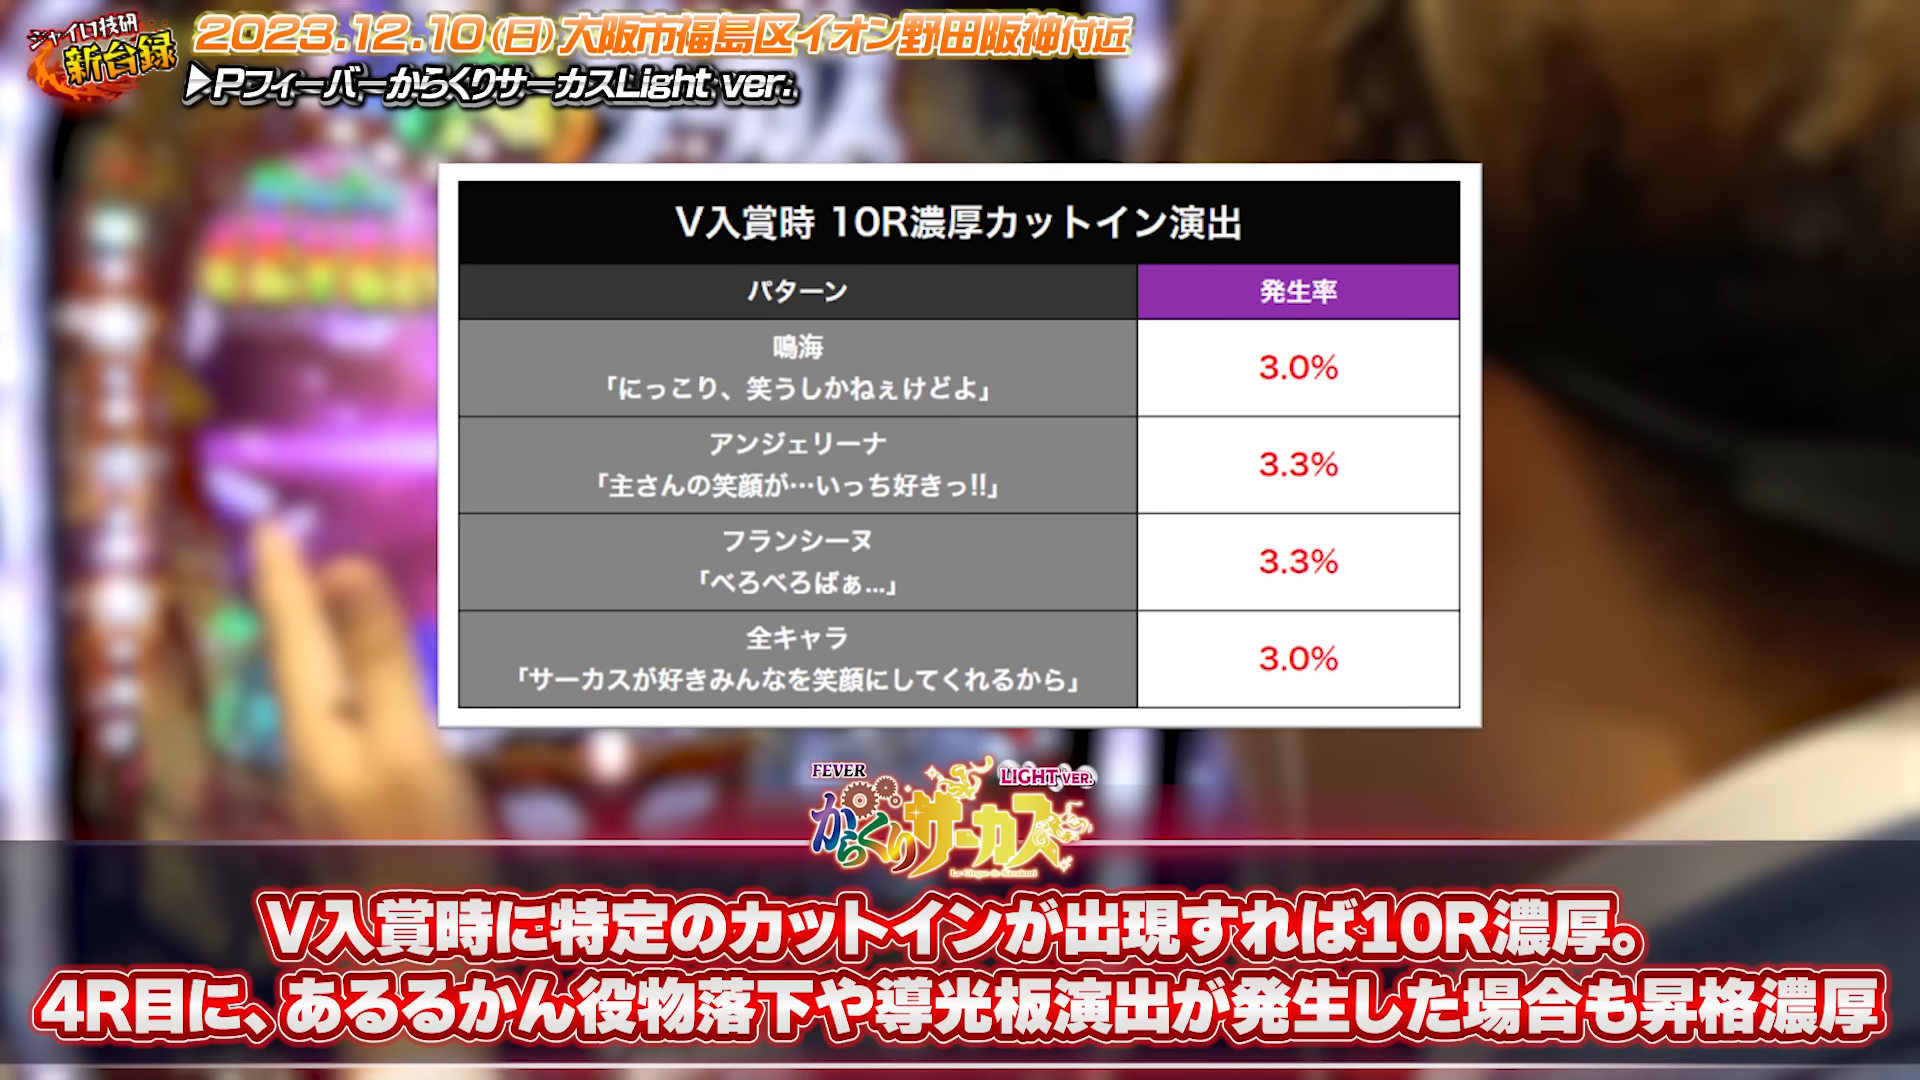 ジャイロ技研
新台録
2023.12.10(日)大阪市福島区イオン野田阪神付近
▶PフィーバーからくりサーカスLight ver.
V入賞時 10R濃厚カットイン演出
パターン
発生率
鳴海
「にっこり、笑うしかねぇけどよ」
3.0%
アンジェリーナ
「主さんの笑顔が…いっち好きっ!!」
3.3%
フランシーヌ
「べろべろばぁ...」
3.3%
全キャラ
「サーカスが好きみんなを笑顔にしてくれるから」
3.0%
FEVER
LIGHT VER.
からくりサーカス
V入賞時に特定のカットインが出現すれば10R濃厚。
4R目に、あるるかん役物落下や導光板演出が発生した場合も昇格濃厚